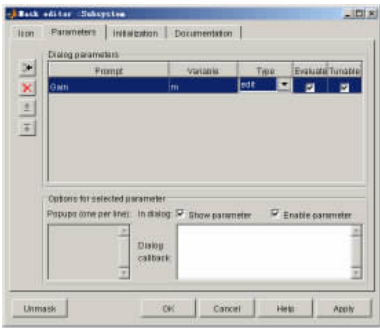 Mask editor :Subsystem
Icon Parameters Initialization Documentation
Dialog parameters
Prompt Variable Type Evaluate Tunable
Gain m edit
Options for selected parameter
Popups (one per line): In dialog: Show parameter Enable parameter
Dialog
callback:
Unmask OK Cancel Help Apply